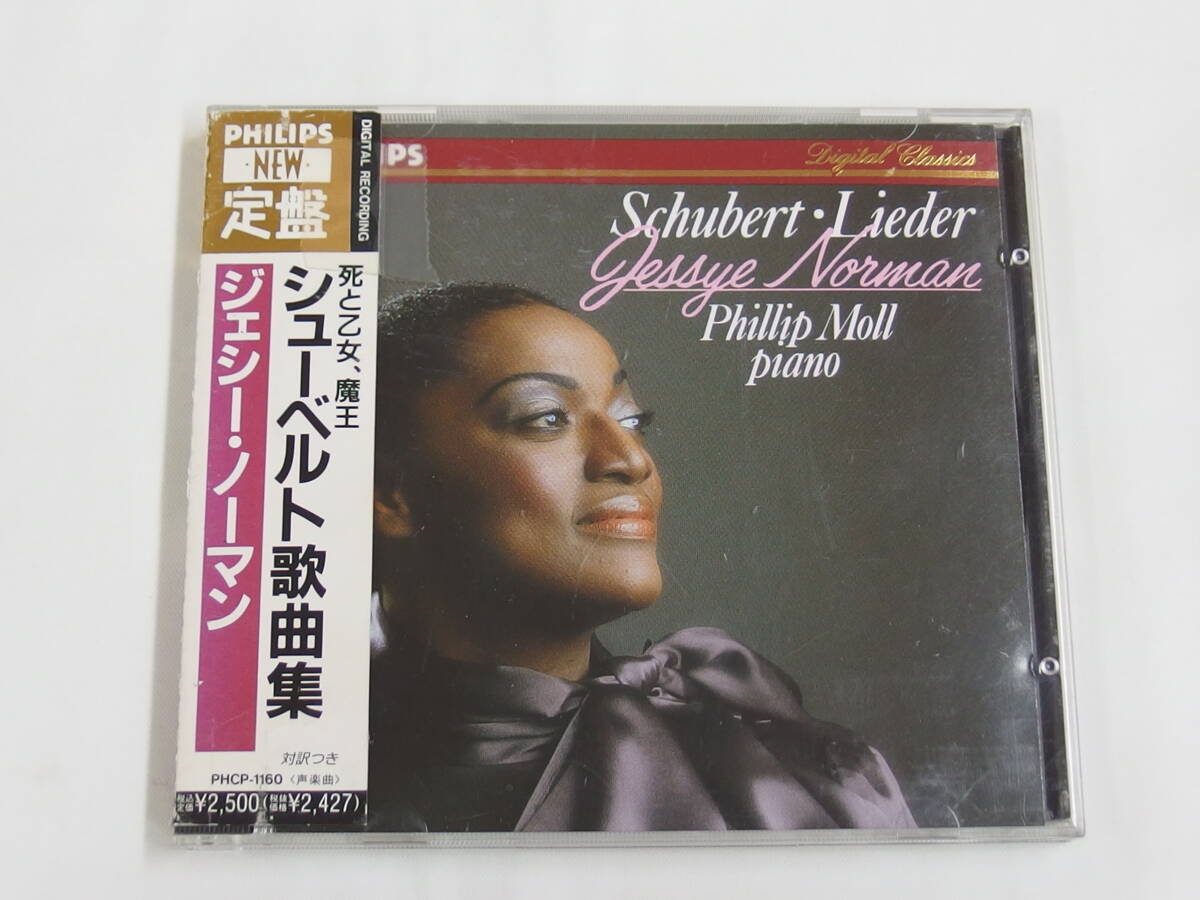 PHILIPS
NEW
定盤
DIGITAL RECORDING
死と乙女、魔王
シューベルト歌曲集
ジェシー・ノーマン
対訳つき
PHCP-1160〈声楽曲〉
税込定価¥2,500(税抜価格¥2,427)
PS
Digital Classics
Schubert・Lieder
Jessye Norman
Phillip Moll
piano